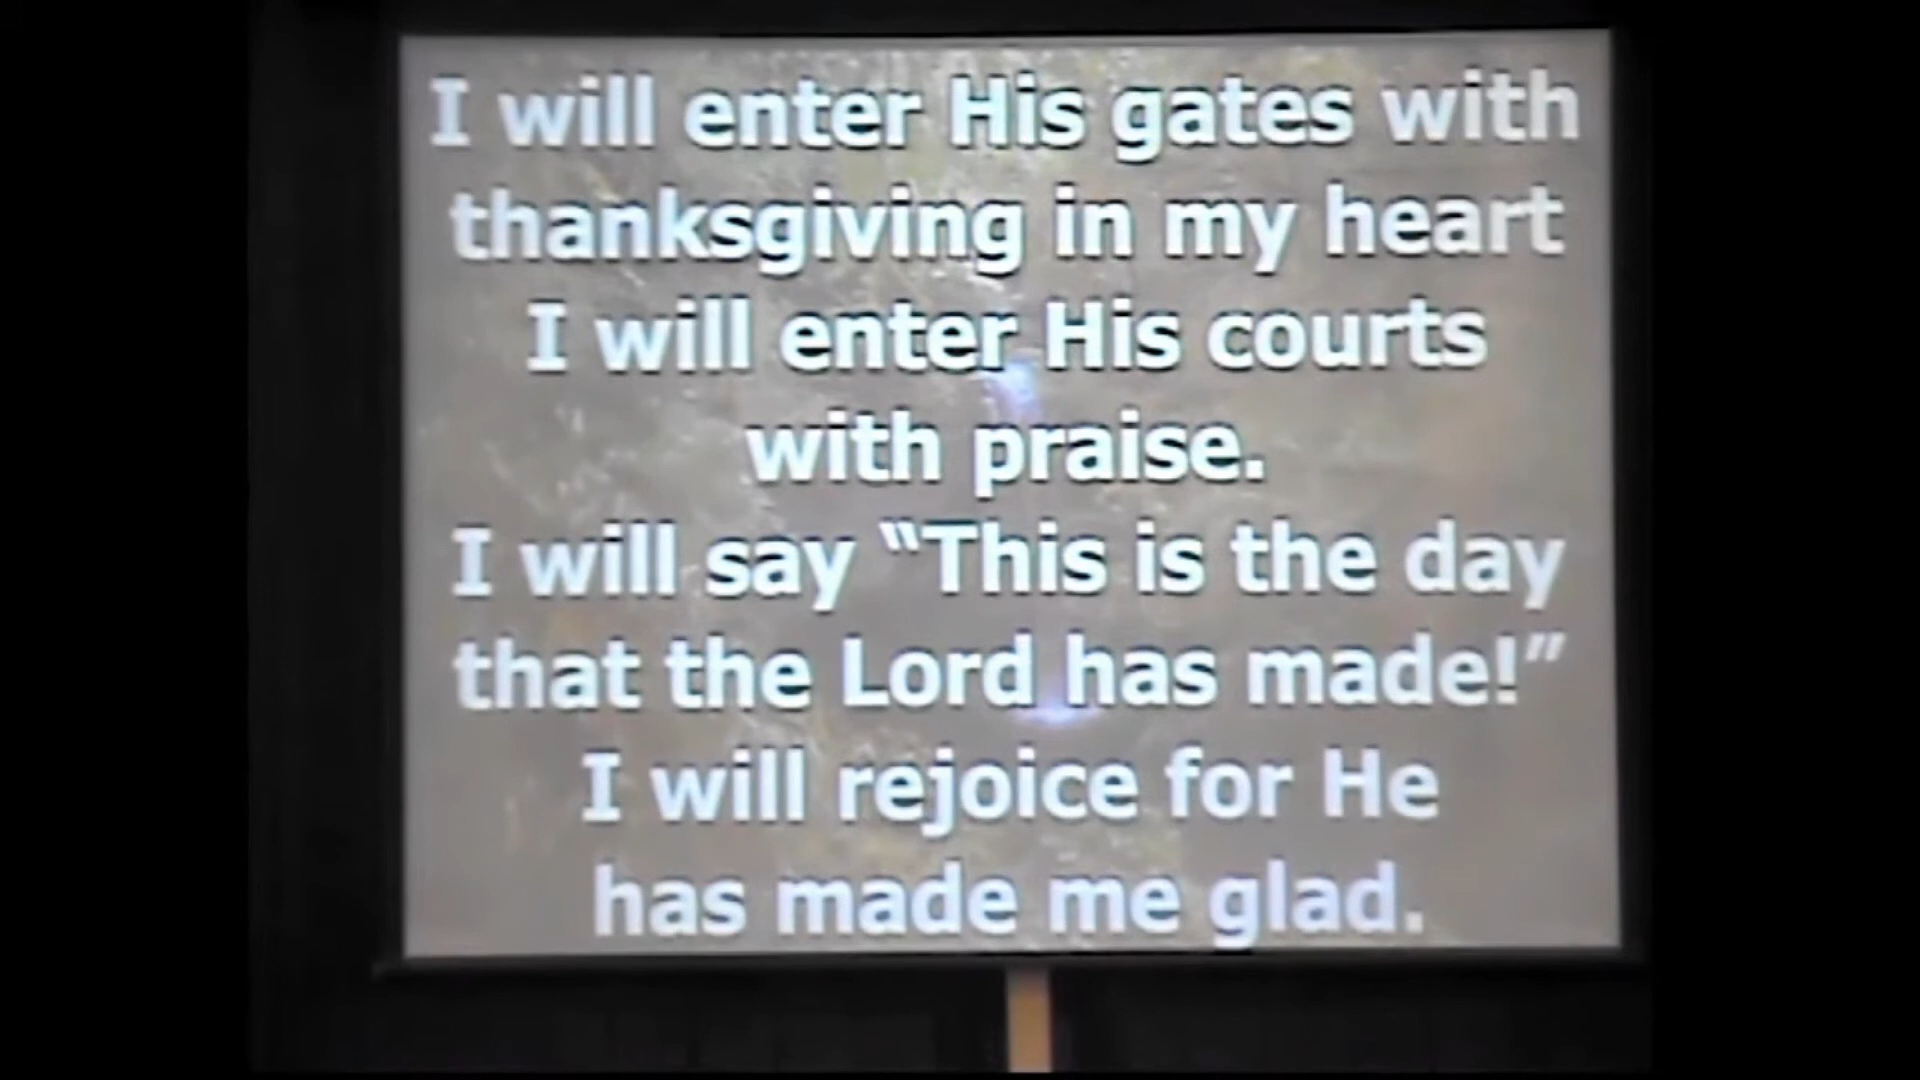 I will enter His gates with
thanksgiving in my heart
I will enter His courts
with praise.
I will say “This is the day
that the Lord has made!”
I will rejoice for He
has made me glad.